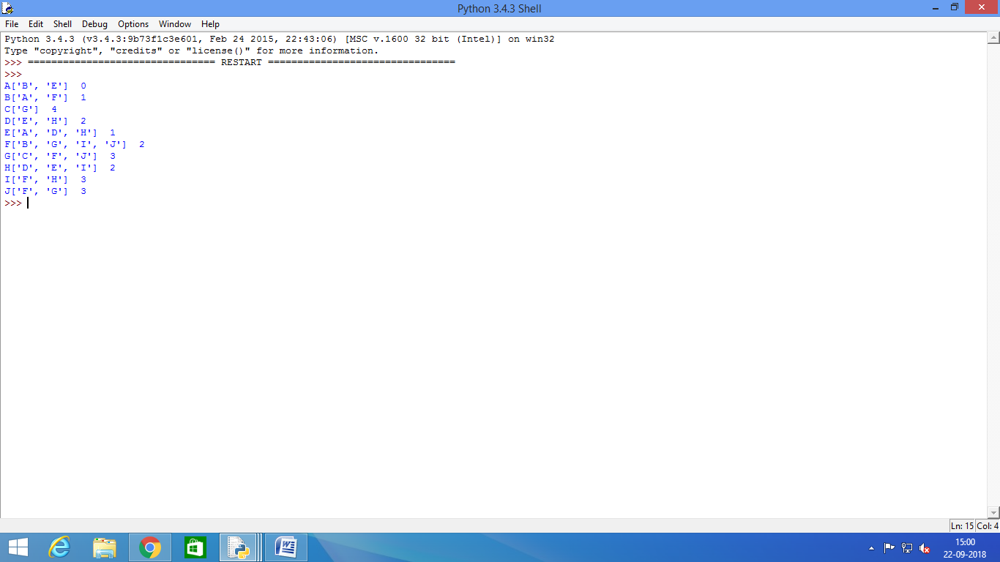 Python 3.4.3 Shell
File Edit Shell Debug Options Window Help
Python 3.4.3 (v3.4.3:9b73f1c3e601, Feb 24 2015, 22:43:06) [MSC v.1600 32 bit (Intel)] on win32
Type "copyright", "credits" or "license()" for more information.
>>> ================================ RESTART ================================
>>>
A['B', 'E']  0
B['A', 'F']  1
C['G']  4
D['E', 'H']  2
E['A', 'D', 'H']  1
F['B', 'G', 'I', 'J']  2
G['C', 'F', 'J']  3
H['D', 'E', 'I']  2
I['F', 'H']  3
J['F', 'G']  3
>>>
Ln: 15 Col: 4
15:00
22-09-2018